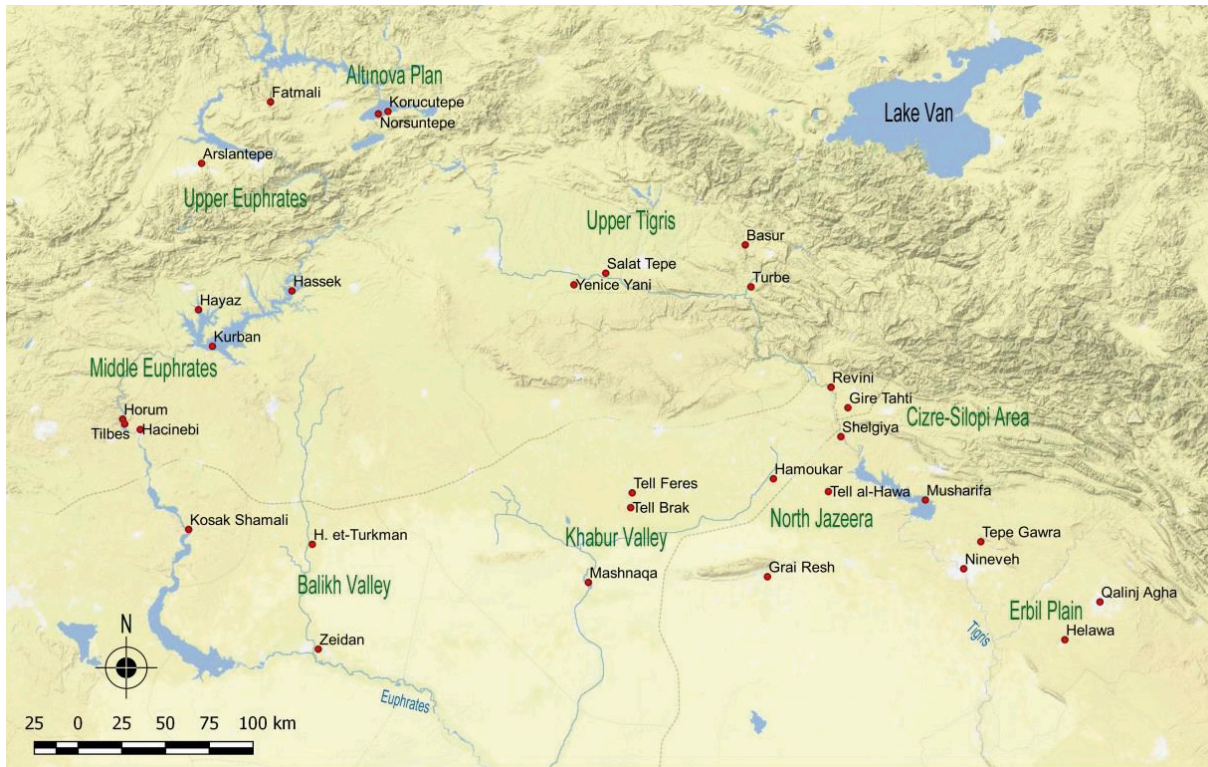 Altınova Plan
Fatmali
Korucutepe
Norsuntepe
Lake Van
Arslantepe
Upper Euphrates
Upper Tigris
Basur
Salat Tepe
Yenice Yani
Turbe
Hassek
Hayaz
Kurban
Middle Euphrates
Revini
Gire Tahti
Cizre-Silopi Area
Horum
Tilbes
Hacinebi
Shelgiya
Hamoukar
Tell Feres
Tell al-Hawa
Musharifa
Tell Brak
North Jazeera
Kosak Shamali
H. et-Turkman
Khabur Valley
Tepe Gawra
Nineveh
Mashnaqa
Grai Resh
Balikh Valley
Qalinj Agha
Erbil Plain
Helawa
Tigris
N
Zeidan
Euphrates
25 0 25 50 75 100 km